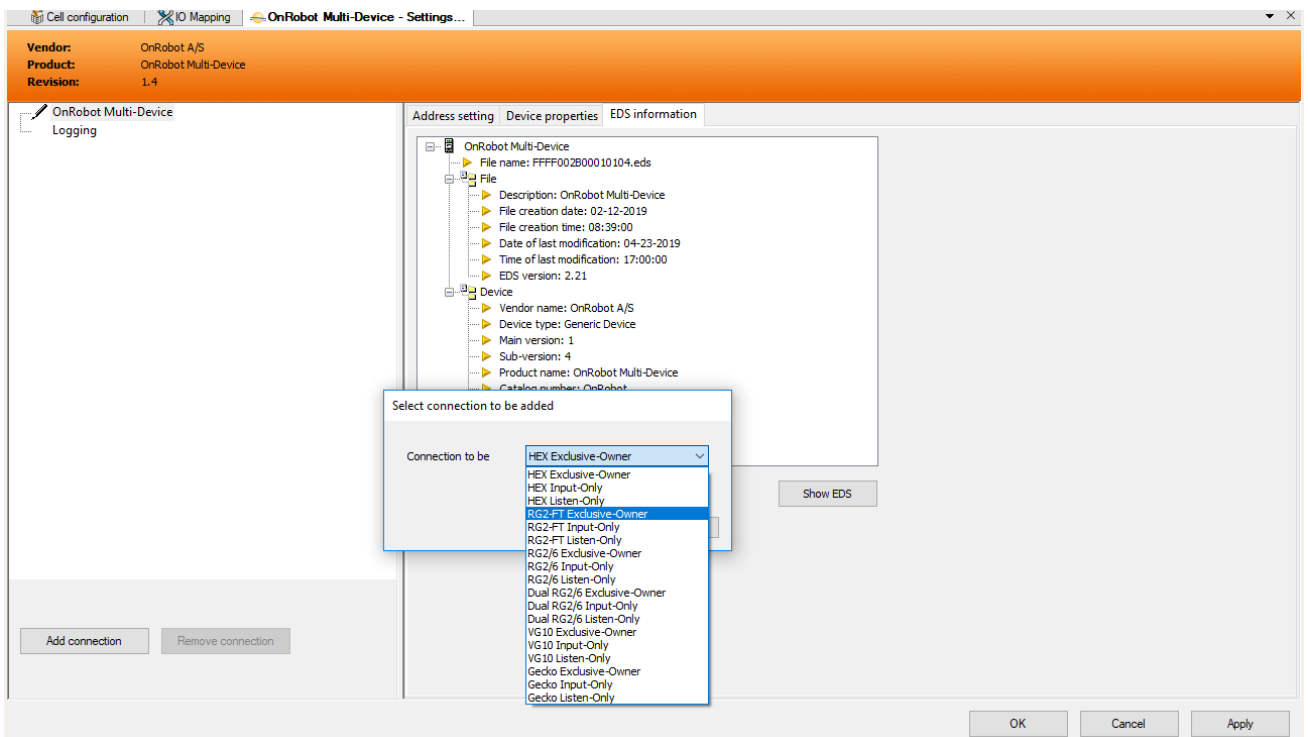 Cell configuration
IO Mapping
OnRobot Multi-Device - Settings...
Vendor: OnRobot A/S
Product: OnRobot Multi-Device
Revision: 1.4
OnRobot Multi-Device
Logging
Address setting
Device properties
EDS information
OnRobot Multi-Device
File name: FFFF002B00010104.eds
File
Description: OnRobot Multi-Device
File creation date: 02-12-2019
File creation time: 08:39:00
Date of last modification: 04-23-2019
Time of last modification: 17:00:00
EDS version: 2.21
Device
Vendor name: OnRobot A/S
Device type: Generic Device
Main version: 1
Sub-version: 4
Product name: OnRobot Multi-Device
Catalog number: OnRobot
Select connection to be added
Connection to be
HEX Exclusive-Owner
HEX Exclusive-Owner
HEX Input-Only
HEX Listen-Only
RG2-FT Exclusive-Owner
RG2-FT Input-Only
RG2-FT Listen-Only
RG2/6 Exclusive-Owner
RG2/6 Input-Only
RG2/6 Listen-Only
Dual RG2/6 Exclusive-Owner
Dual RG2/6 Input-Only
Dual RG2/6 Listen-Only
VG10 Exclusive-Owner
VG10 Input-Only
VG10 Listen-Only
Gecko Exclusive-Owner
Gecko Input-Only
Gecko Listen-Only
Show EDS
Add connection
Remove connection
OK
Cancel
Apply